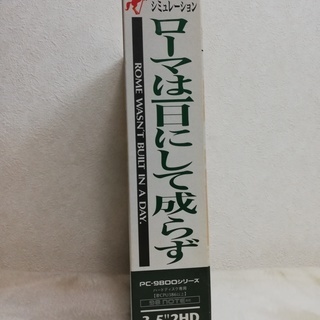 シミュレーション
ローマは一日にして成らず
ROME WASN'T BUILT IN A DAY.
PC-9800シリーズ
3.5"2HD